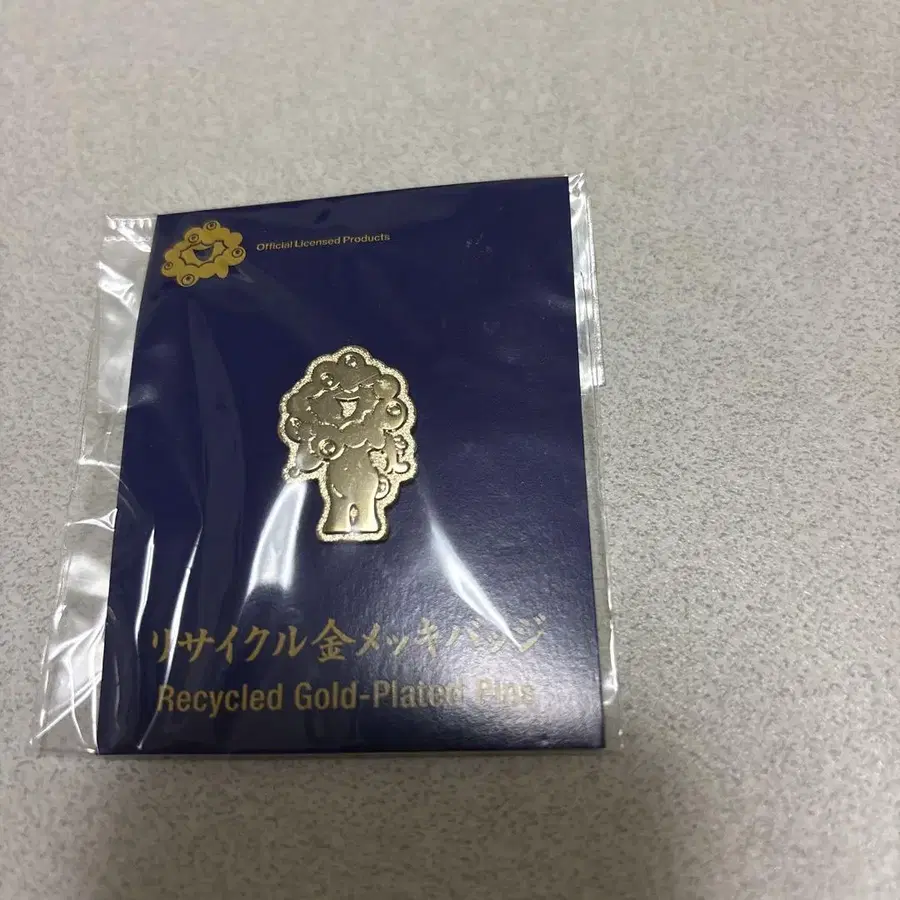 Official Licensed Products
リサイクル金メッキバッジ
Recycled Gold-Plated Pins